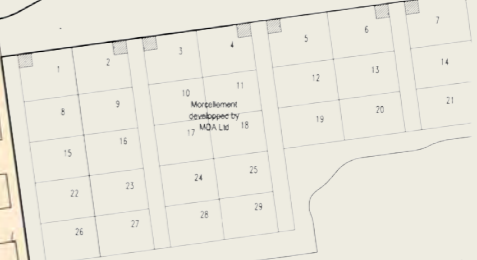 1 2 3 4 5 6 7
8 9 10 11 12 13 14
Morcellement
developped by
MDA Ltd
15 16 17 18 19 20 21
22 23 24 25
26 27 28 29